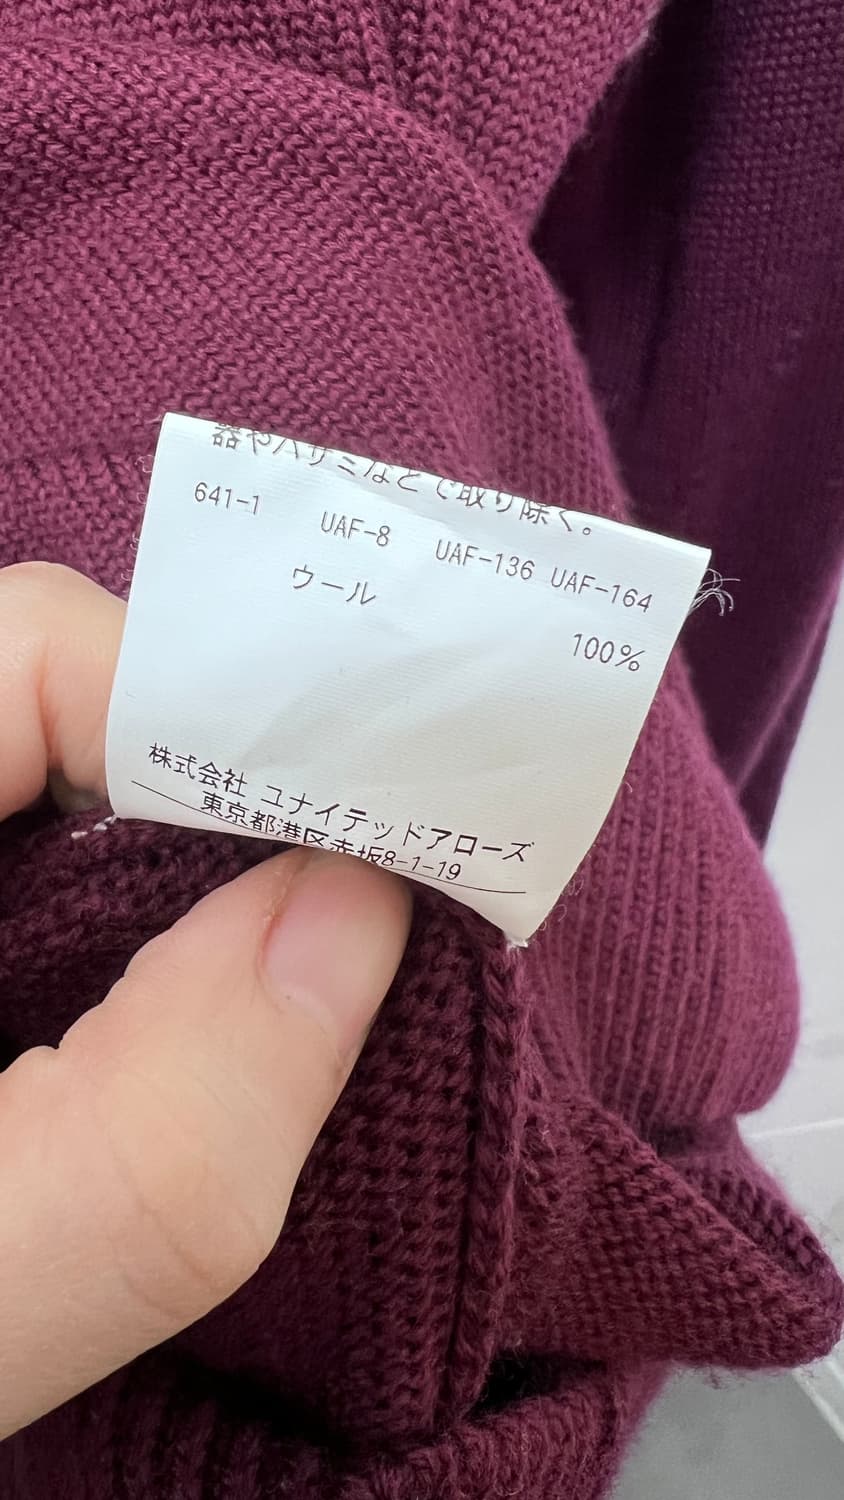 器やハサミなどで取り除く。
641-1 UAF-8 UAF-136 UAF-164
ウール 100%
株式会社 ユナイテッドアローズ
東京都港区赤坂8-1-19